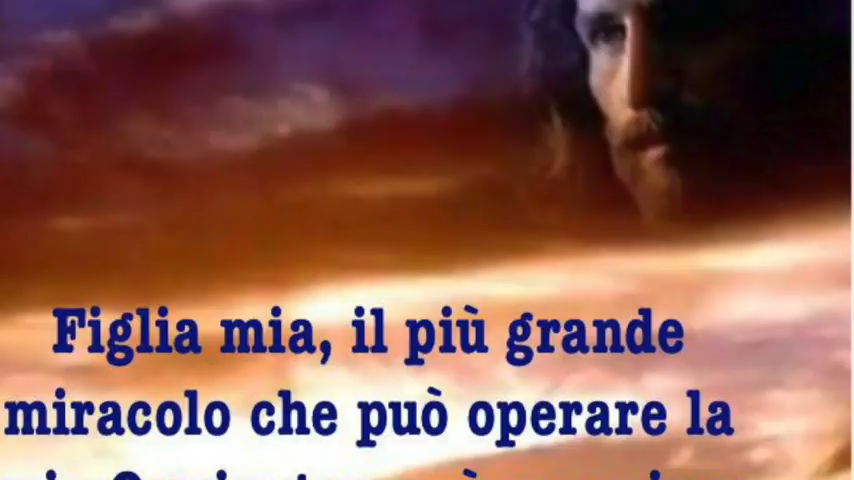 Figlia mia, il più grande
miracolo che può operare la